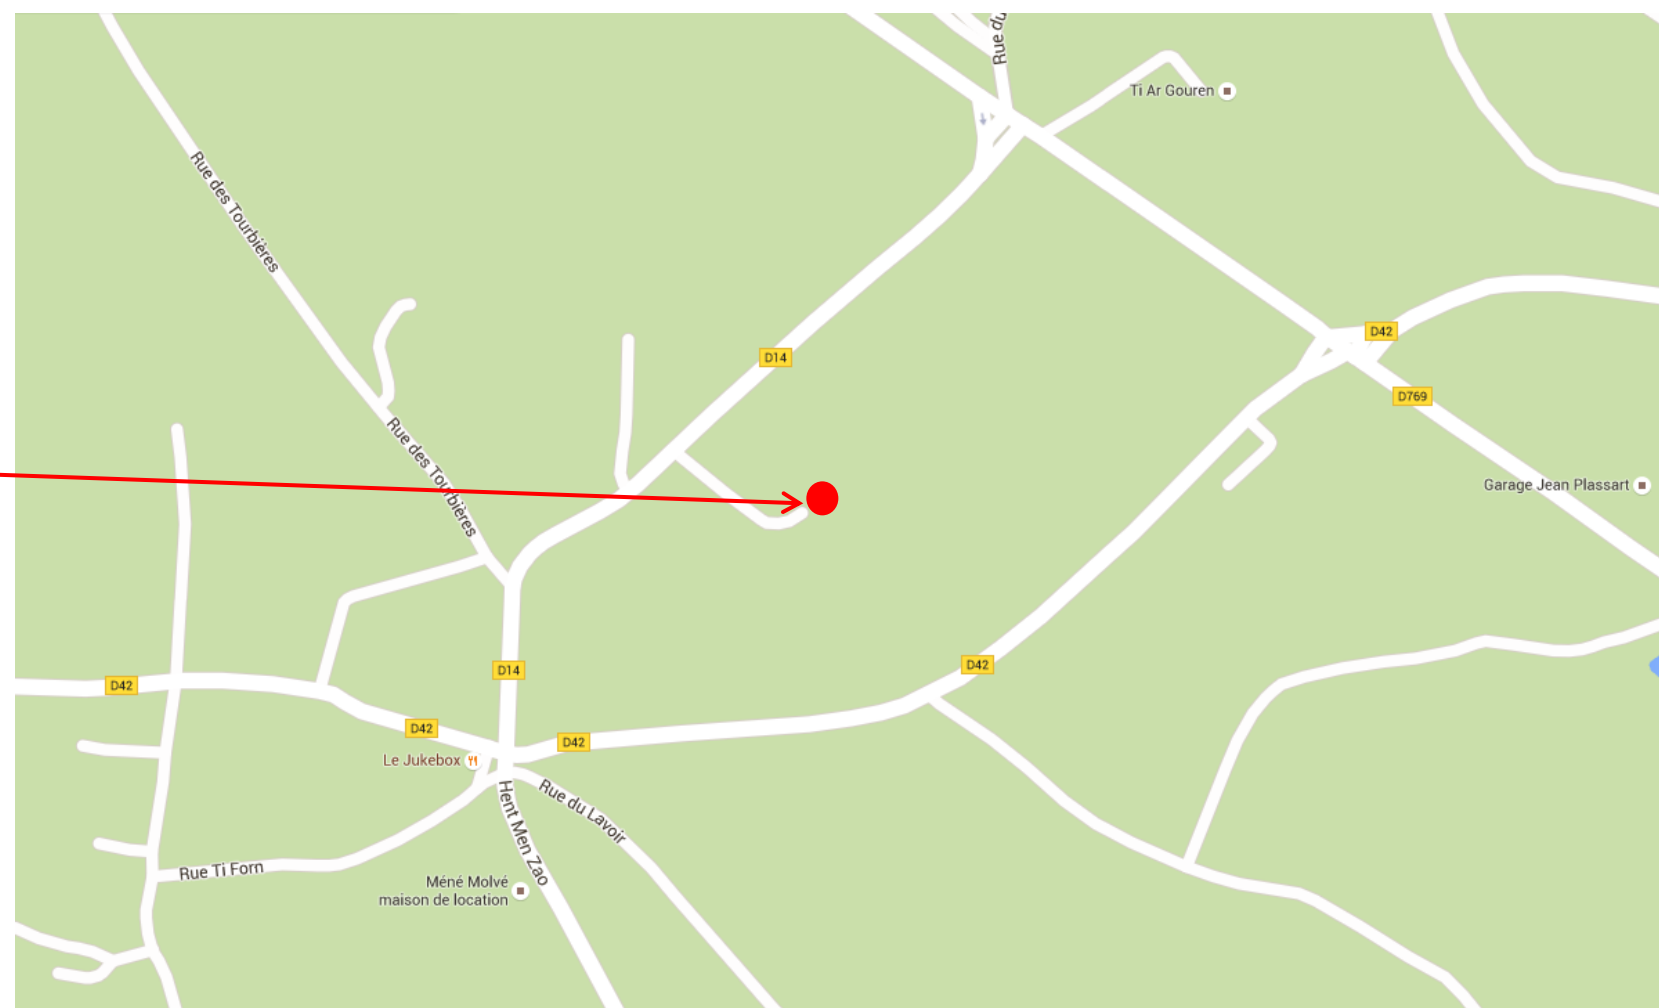 Rue du
Ti Ar Gouren
Rue des Tourbières
D42
D14
D769
Rue des Tourbières
Garage Jean Plassart
D42
D14
D42
D42
D42
Le Jukebox
Hent Men Zao
Rue du Lavoir
Rue Ti Forn
Méné Molvé
maison de location